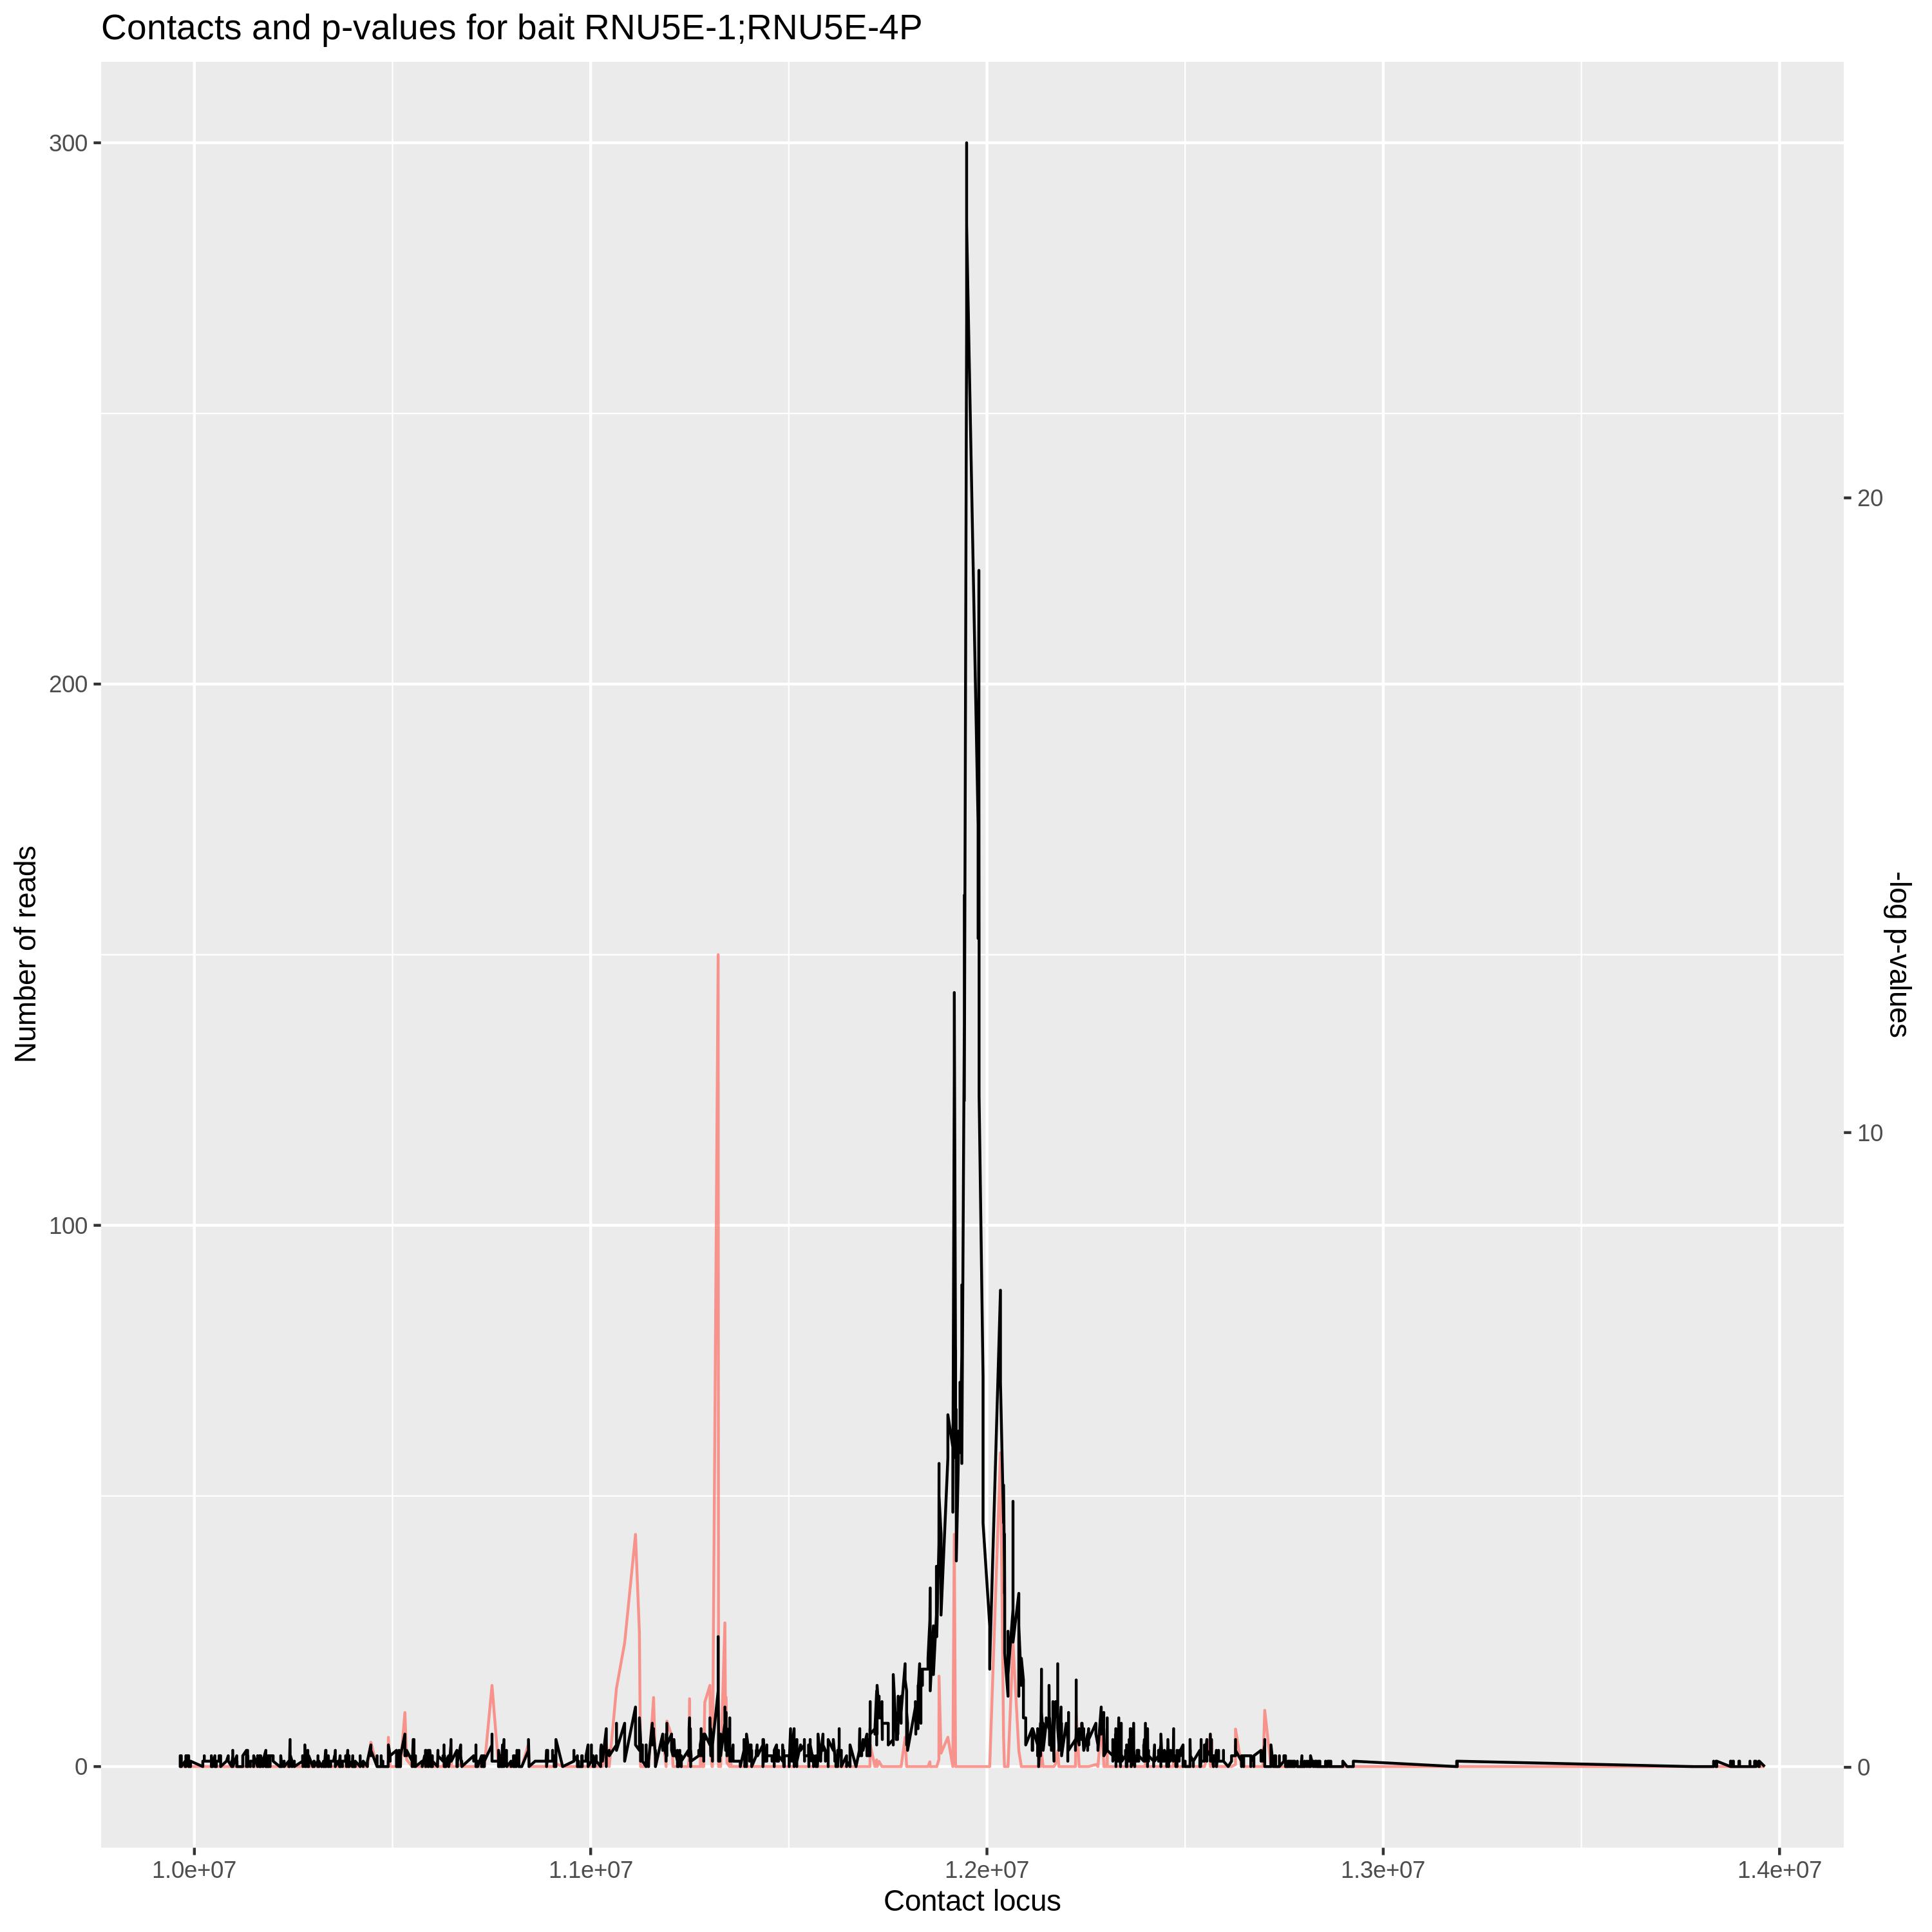 Contacts and p-values for bait RNU5E-1;RNU5E-4P
300
200
100
0
Number of reads
20
10
0
-log p-values
1.0e+07
1.1e+07
1.2e+07
1.3e+07
1.4e+07
Contact locus